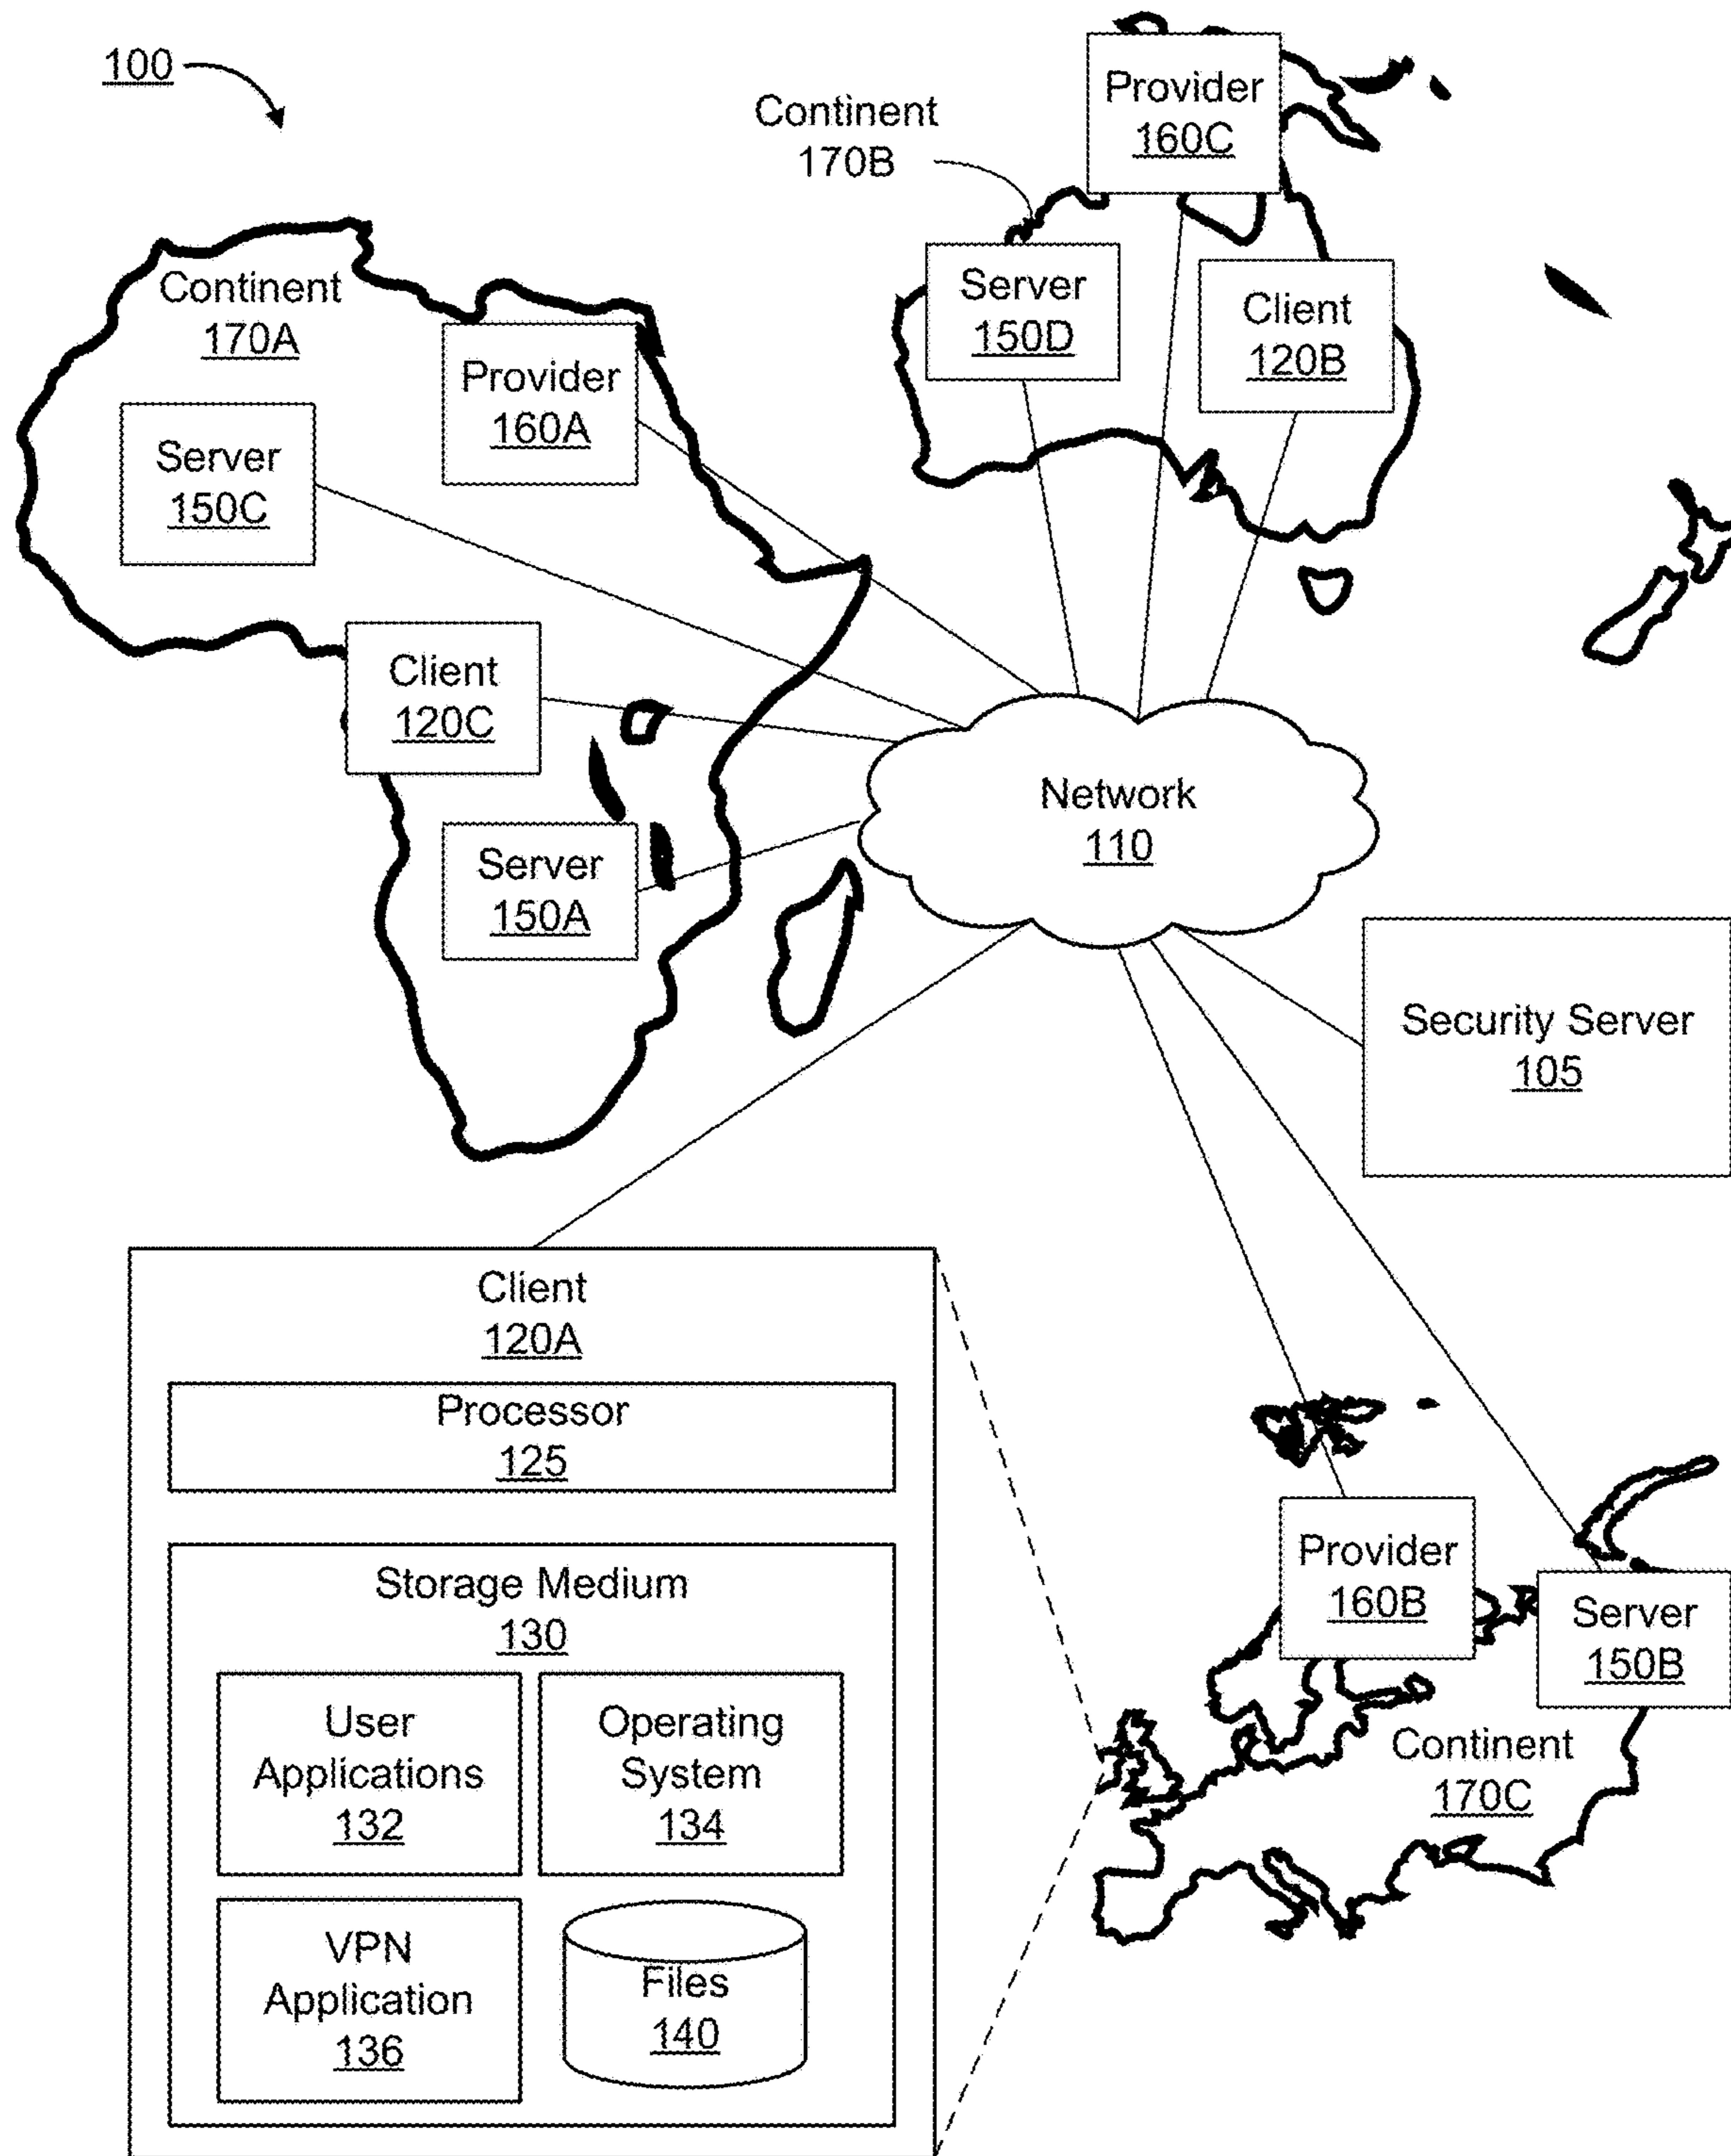 100
Continent
170B
Provider
160C
Continent
170A
Server
150D
Client
120B
Provider
160A
Server
150C
Client
120C
Network
110
Server
150A
Security Server
105
Client
120A
Processor
125
Storage Medium
130
User
Applications
132
Operating
System
134
VPN
Application
136
Files
140
Provider
160B
Server
150B
Continent
170C